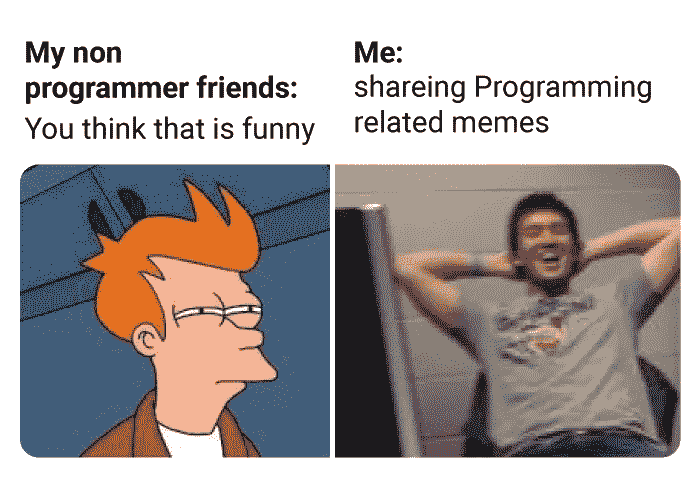 My non
programmer friends:
You think that is funny
Me:
shareing Programming
related memes